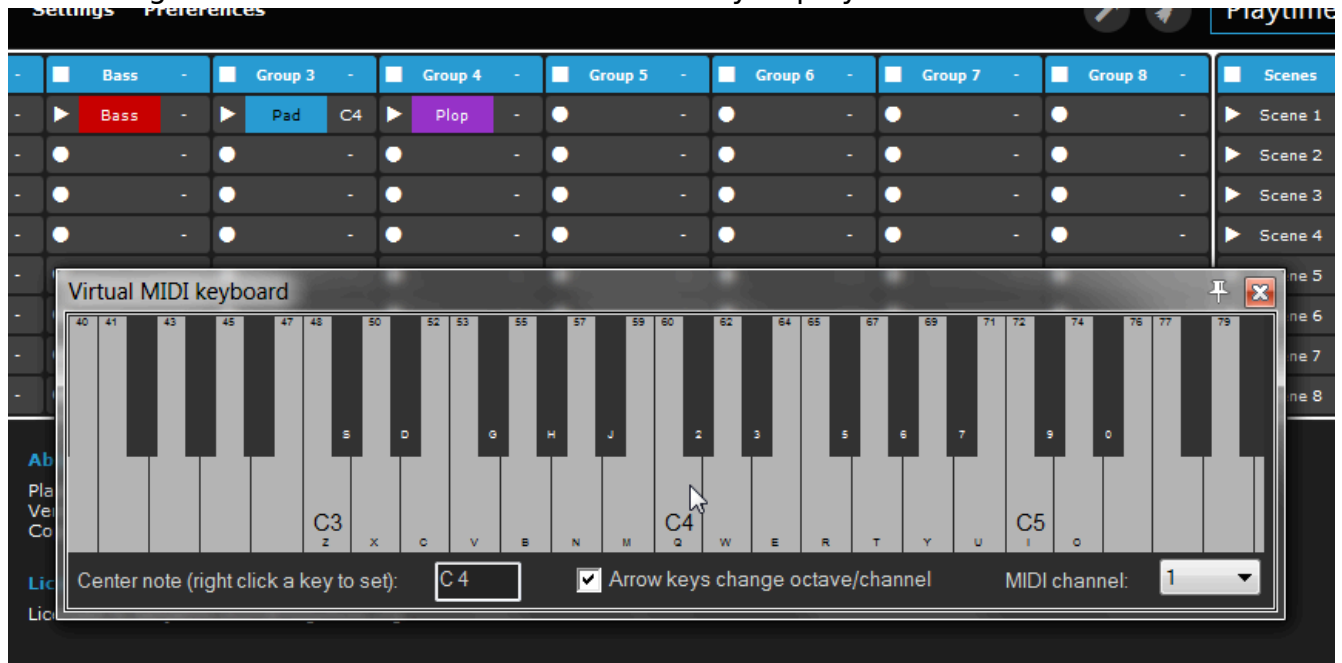 Settings Preferences Playtime
- Bass - Group 3 - Group 4 - Group 5 - Group 6 - Group 7 - Group 8 - Scenes
- Bass - Pad C4 Plop - - - - - Scene 1
- - - - - - - - Scene 2
- - - - - - - - Scene 3
- - - - - - - - Scene 4
-
Virtual MIDI keyboard
40 41 43 45 47 48 50 52 53 55 57 59 60 62 64 65 67 69 71 72 74 76 77 79
S D G H J 2 3 5 6 7 9 0
C3 C4 C5
Z X C V B N M Q W E R T Y U I O
Center note (right click a key to set): C 4 Arrow keys change octave/channel MIDI channel: 1